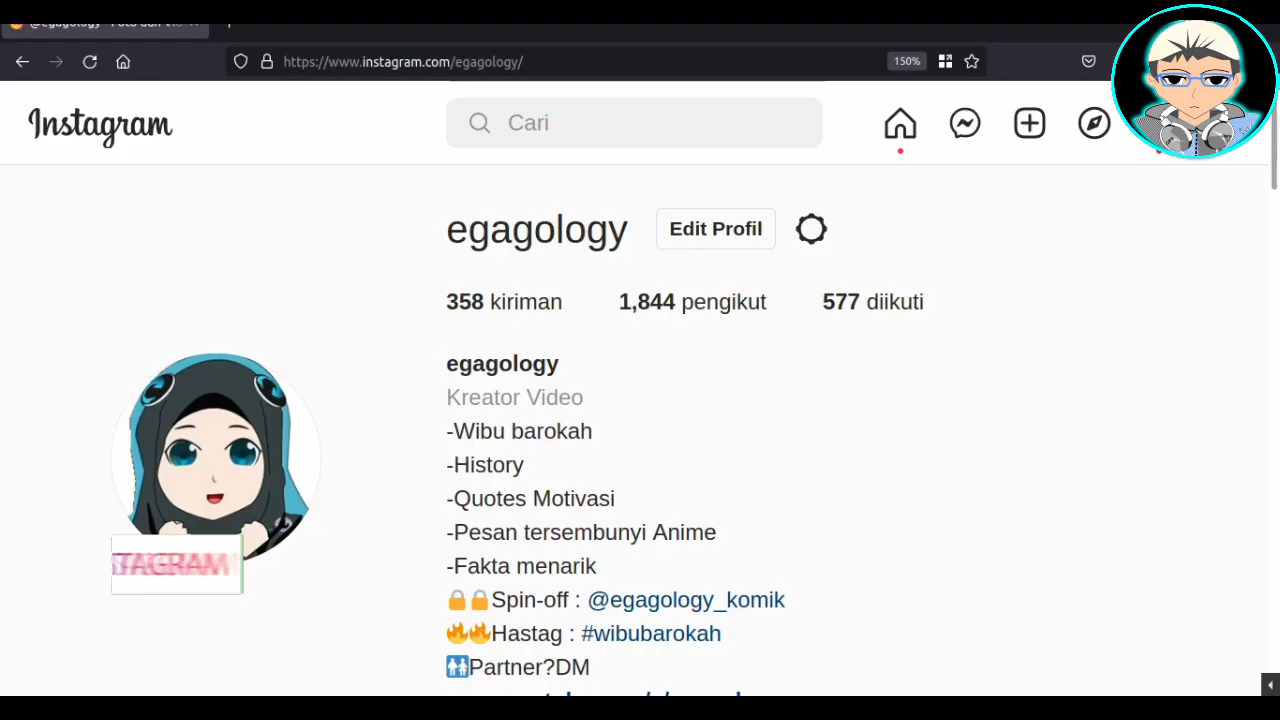 https://www.instagram.com/egagology/
150%
Instagram
Cari
egagology
Edit Profil
358 kiriman 1,844 pengikut 577 diikuti
egagology
Kreator Video
-Wibu barokah
-History
-Quotes Motivasi
-Pesan tersembunyi Anime
-Fakta menarik
🔒🔒Spin-off : @egagology_komik
🔥🔥Hastag : #wibubarokah
🚻Partner?DM
TAGRAM